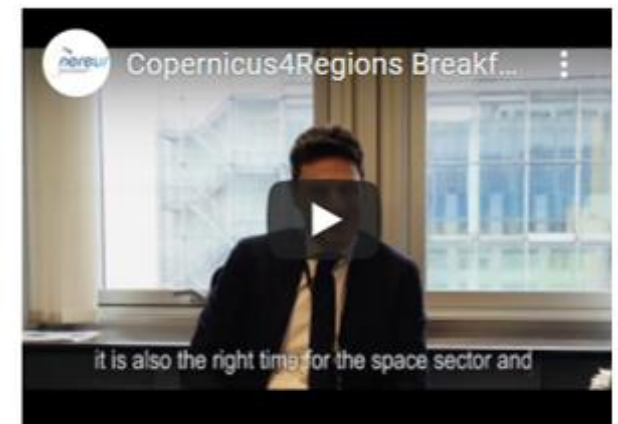 nereus
Copernicus4Regions Breakf...
it is also the right time for the space sector and